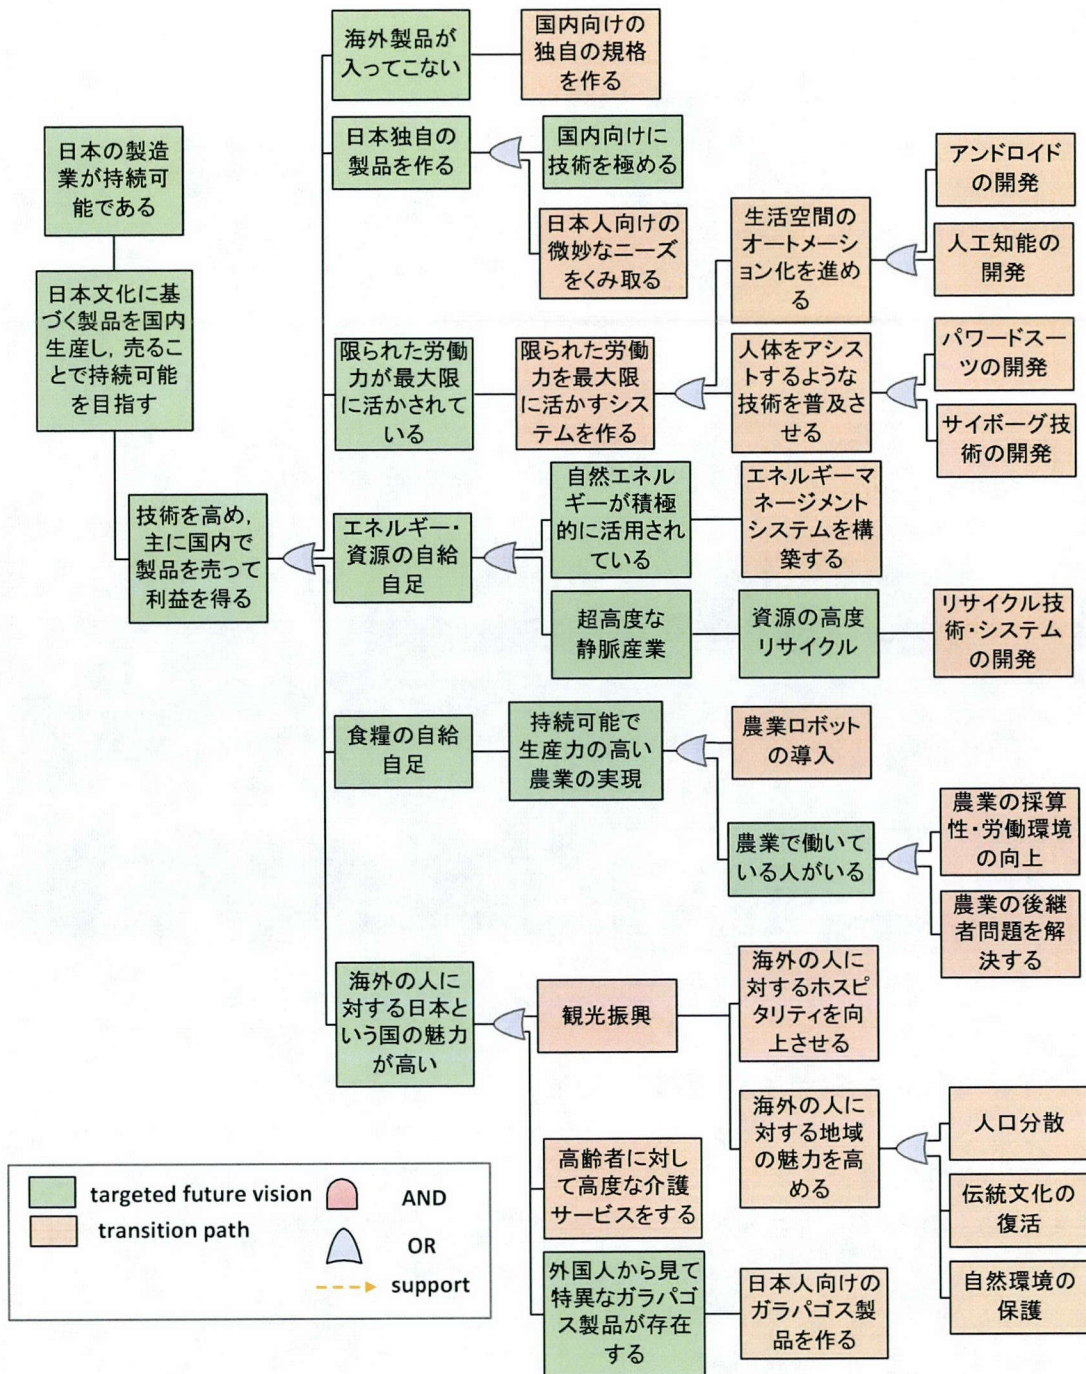 海外製品が
入ってこない
国内向けの
独自の規格
を作る
日本の製造
業が持続可
能である
日本独自の
製品を作る
国内向けに
技術を極める
日本人向けの
微妙なニーズ
をくみ取る
生活空間の
オートメーシ
ョン化を進め
る
アンドロイド
の開発
人工知能の
開発
日本文化に基
づく製品を国内
生産し，売るこ
とで持続可能
を目指す
限られた労働
力が最大限
に活かされて
いる
限られた労働
力を最大限
に活かすシス
テムを作る
人体をアシス
トするような
技術を普及さ
せる
パワードスー
ツの開発
サイボーグ技
術の開発
技術を高め，
主に国内で
製品を売って
利益を得る
エネルギー・
資源の自給
自足
自然エネル
ギーが積極
的に活用され
ている
エネルギーマ
ネージメント
システムを構
築する
超高度な
静脈産業
資源の高度
リサイクル
リサイクル技
術・システム
の開発
食糧の自給
自足
持続可能で
生産力の高い
農業の実現
農業ロボット
の導入
農業で働いて
いる人がいる
農業の採算
性・労働環境
の向上
農業の後継
者問題を解
決する
海外の人に
対する日本と
いう国の魅力
が高い
観光振興
海外の人に
対するホスピ
タリティを向
上させる
海外の人に
対する地域
の魅力を高
める
人口分散
伝統文化の
復活
自然環境の
保護
高齢者に対し
て高度な介護
サービスをする
外国人から見て
特異なガラパゴ
ス製品が存在
する
日本人向けの
ガラパゴス製
品を作る
targeted future vision
transition path
AND
OR
support